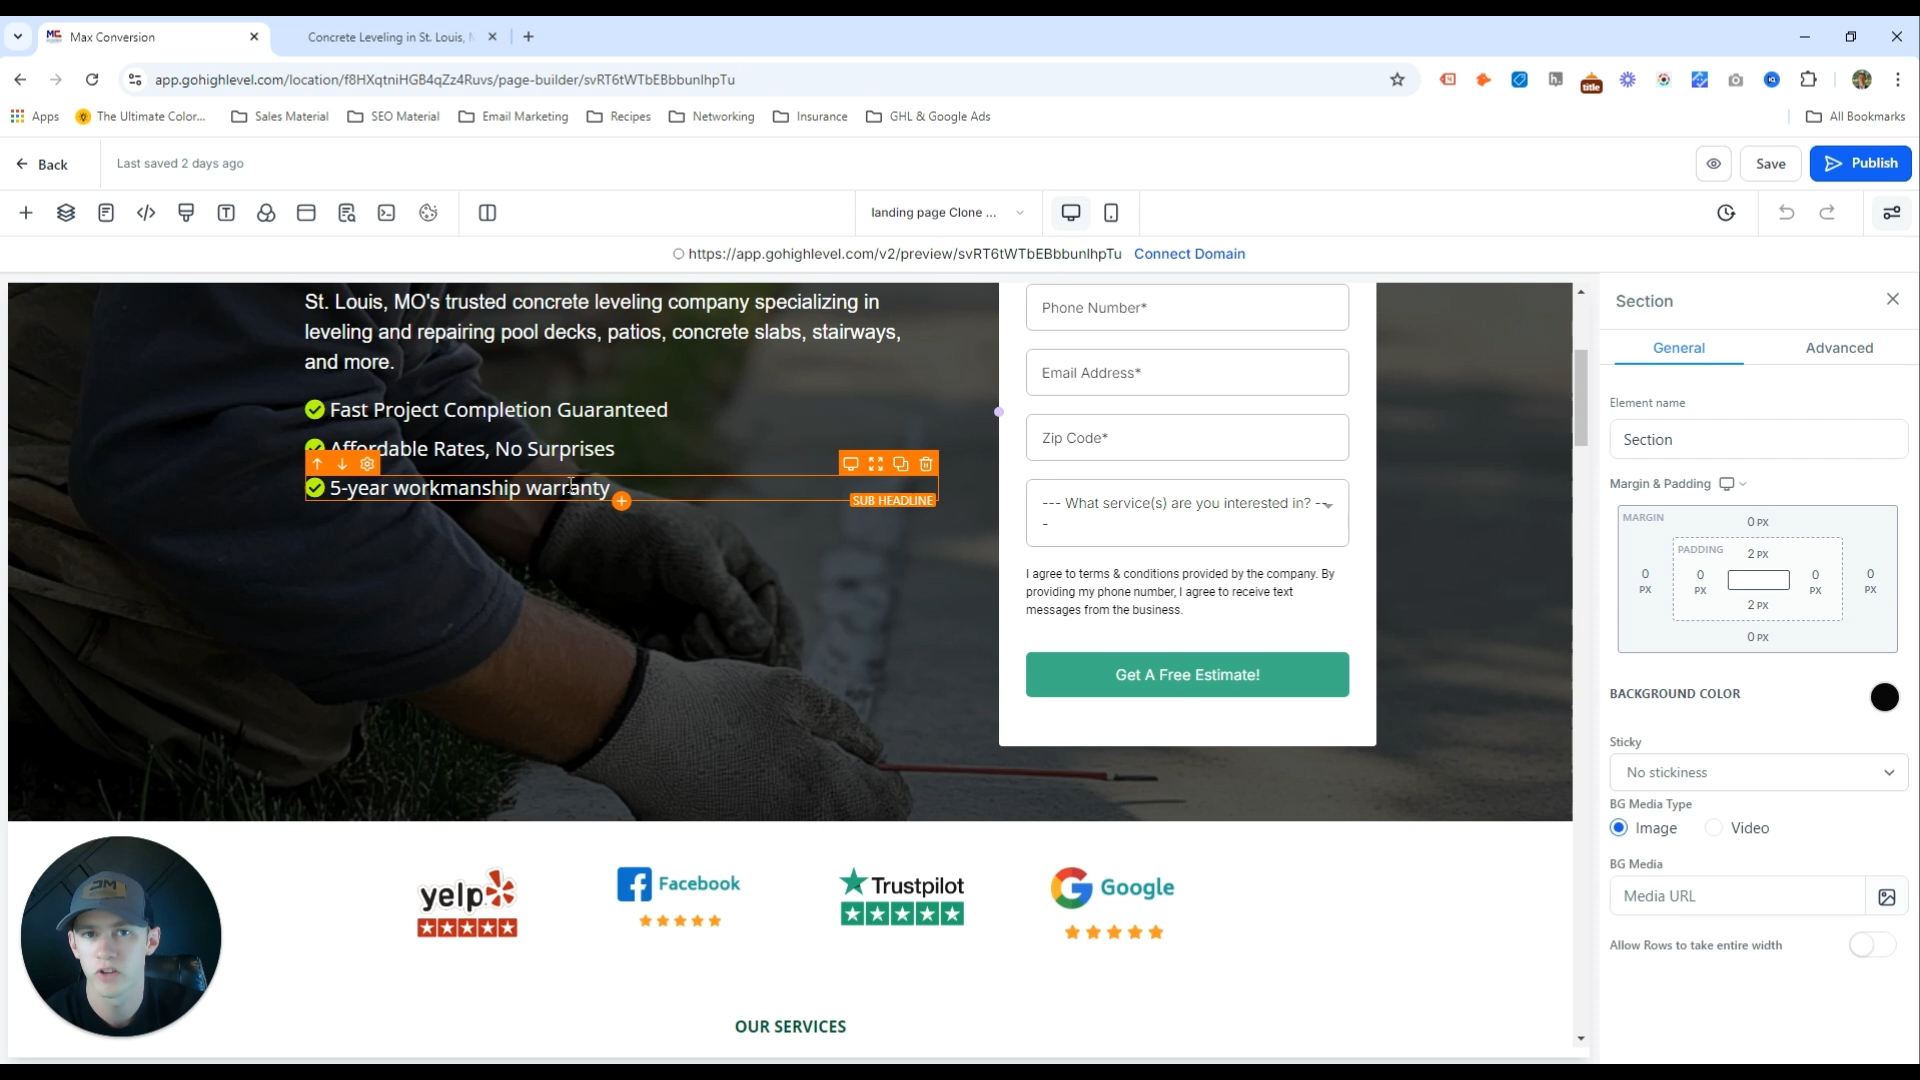 MC Max Conversion
Concrete Leveling in St. Louis,
app.gohighlevel.com/location/f8HXqtniHGB4qZz4Ruvs/page-builder/svRT6tWTbEBbbunIhpTu
title
h.
Apps
The Ultimate Color...
Sales Material
SEO Material
Email Marketing
Recipes
Networking
Insurance
GHL & Google Ads
All Bookmarks
Back
Last saved 2 days ago
Save
Publish
landing page Clone ...
https://app.gohighlevel.com/v2/preview/svRT6tWTbEBbbunIhpTu Connect Domain
St. Louis, MO's trusted concrete leveling company specializing in
leveling and repairing pool decks, patios, concrete slabs, stairways,
and more.
Fast Project Completion Guaranteed
Affordable Rates, No Surprises
5-year workmanship warranty
SUB HEADLINE
Phone Number*
Email Address*
Zip Code*
--- What service(s) are you interested in? --
-
I agree to terms & conditions provided by the company. By
providing my phone number, I agree to receive text
messages from the business.
Get A Free Estimate!
yelp
Facebook
Trustpilot
Google
OUR SERVICES
Section
General
Advanced
Element name
Section
Margin & Padding
MARGIN
0 PX
PADDING
2 PX
0 PX
0 PX
0 PX
0 PX
2 PX
0 PX
BACKGROUND COLOR
Sticky
No stickiness
BG Media Type
Image
Video
BG Media
Media URL
Allow Rows to take entire width